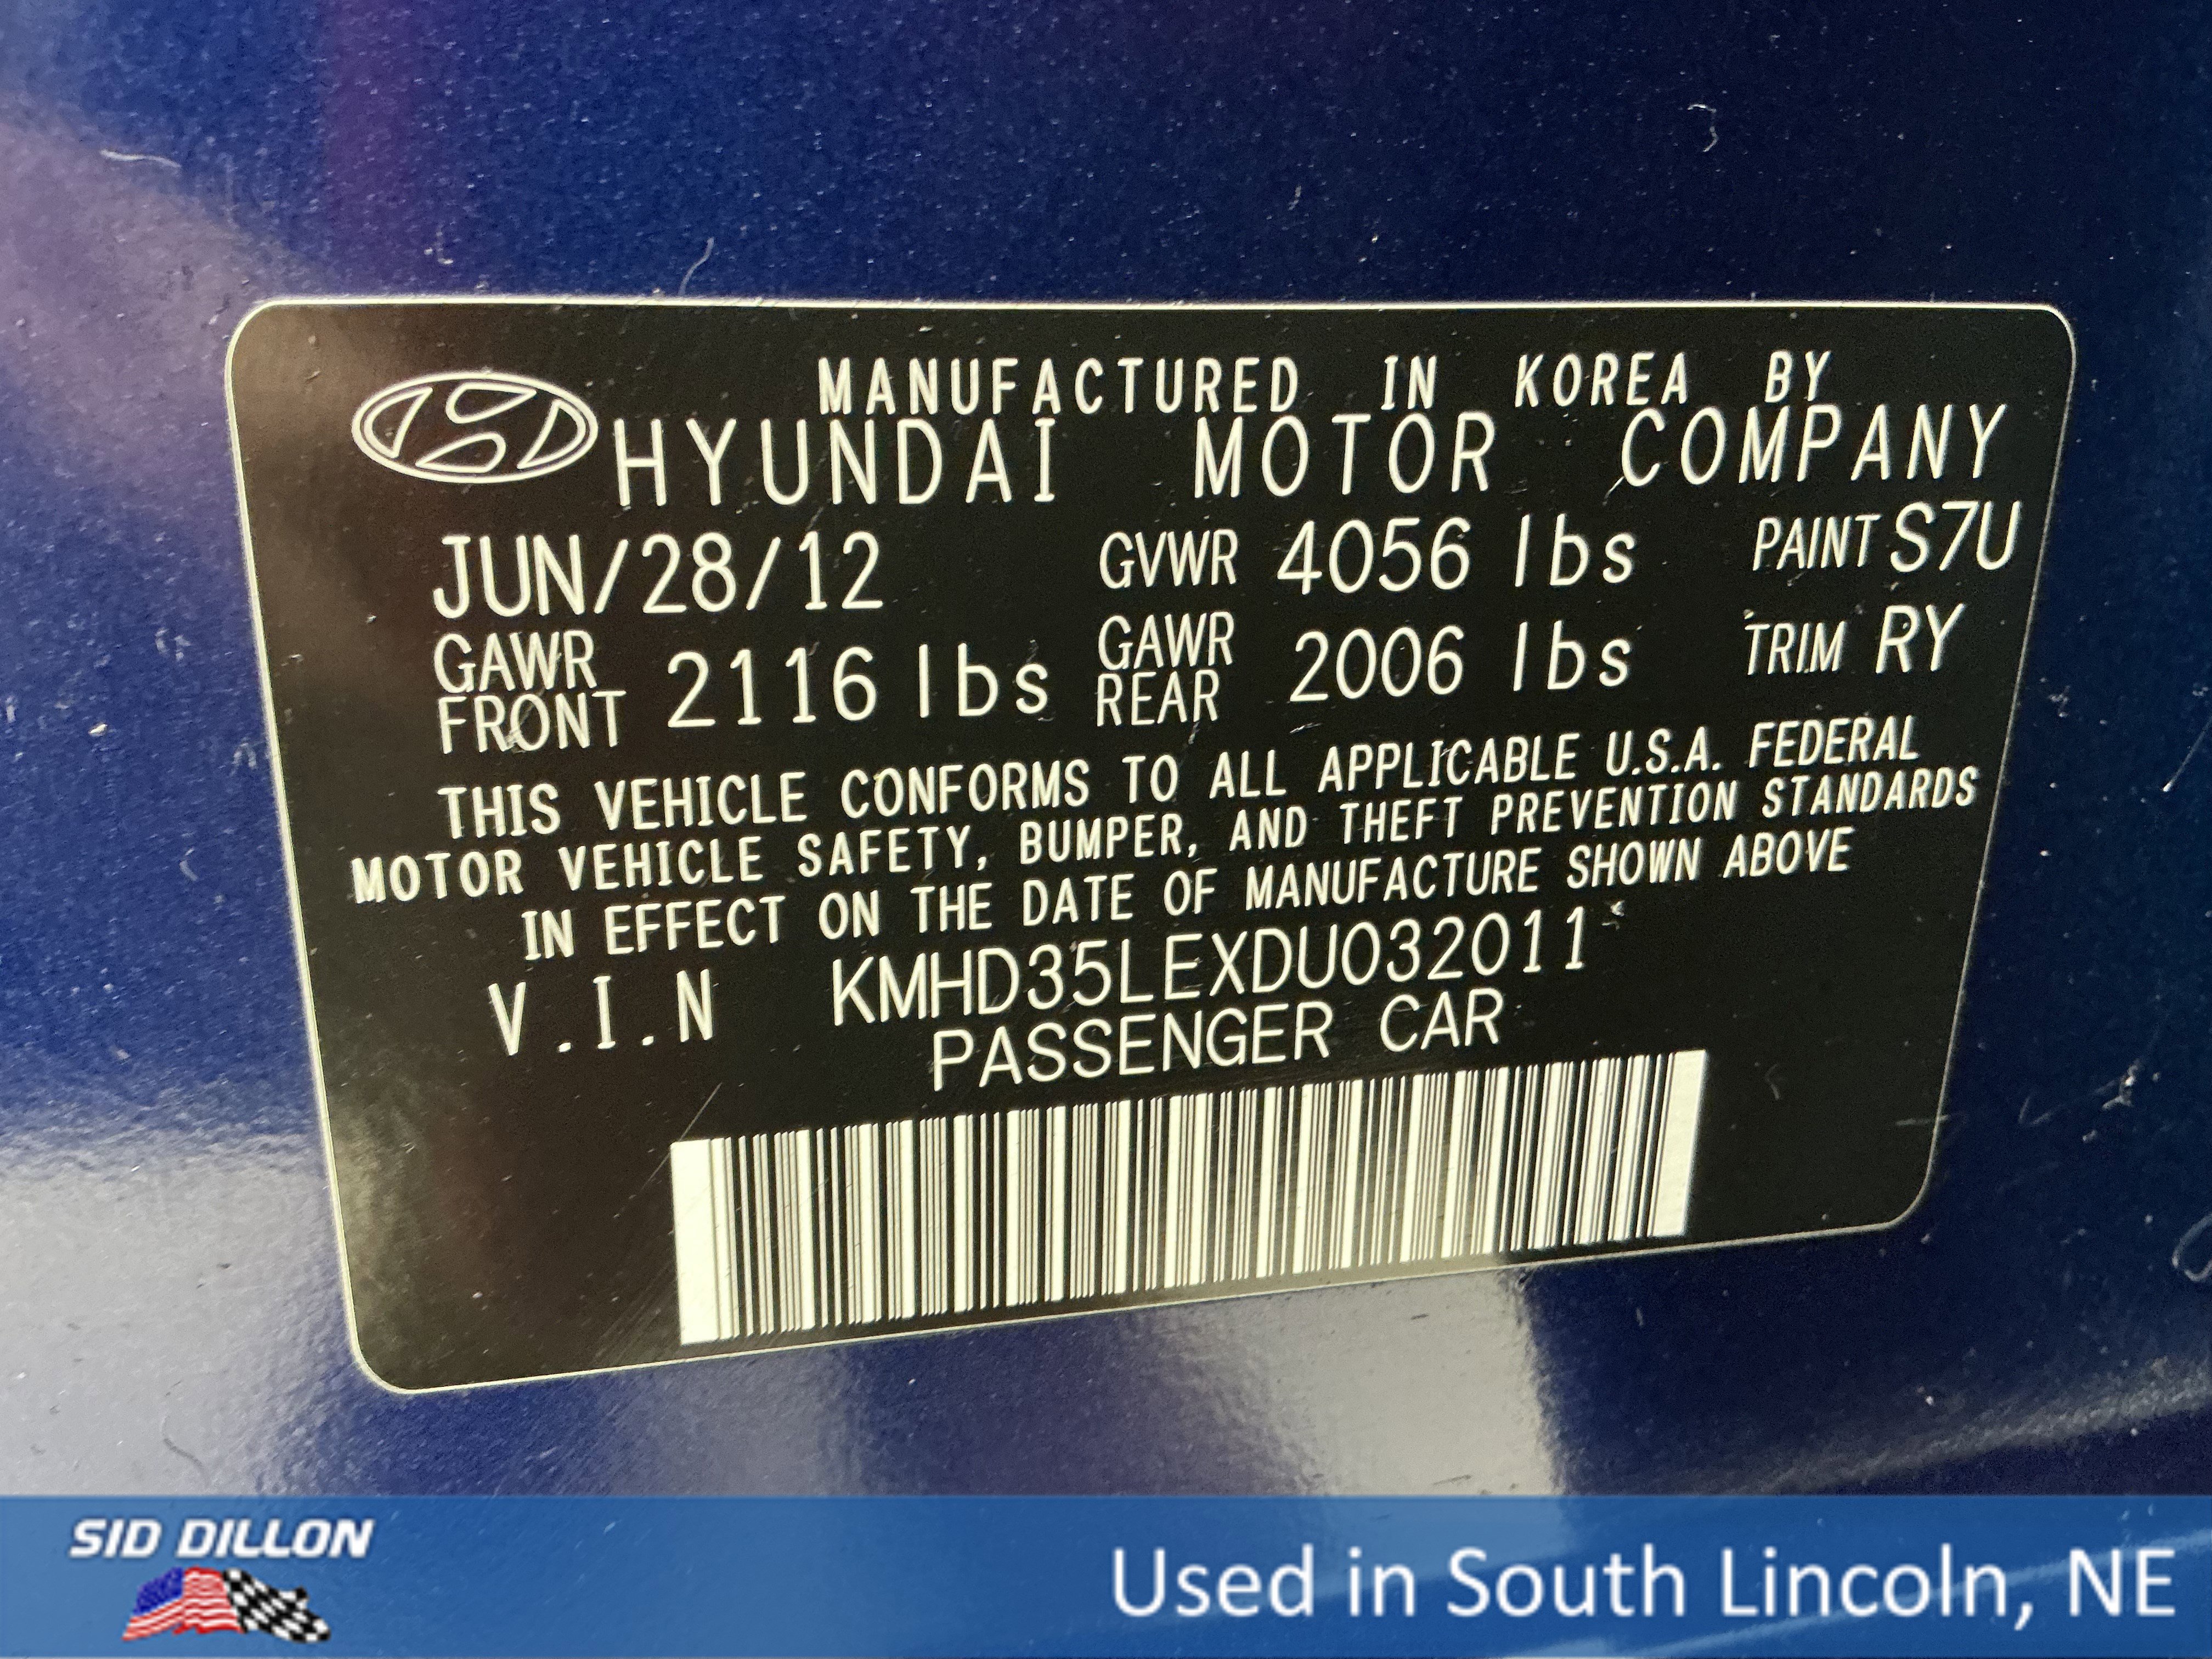 MANUFACTURED IN KOREA BY
HYUNDAI MOTOR COMPANY
JUN/28/12 GVWR 4056 lbs PAINT S7U
GAWR FRONT 2116 lbs GAWR REAR 2006 lbs TRIM RY
THIS VEHICLE CONFORMS TO ALL APPLICABLE U.S.A. FEDERAL
MOTOR VEHICLE SAFETY, BUMPER, AND THEFT PREVENTION STANDARDS
IN EFFECT ON THE DATE OF MANUFACTURE SHOWN ABOVE
V.I.N KMHD35LEXDU032011
PASSENGER CAR
SID DILLON
Used in South Lincoln, NE